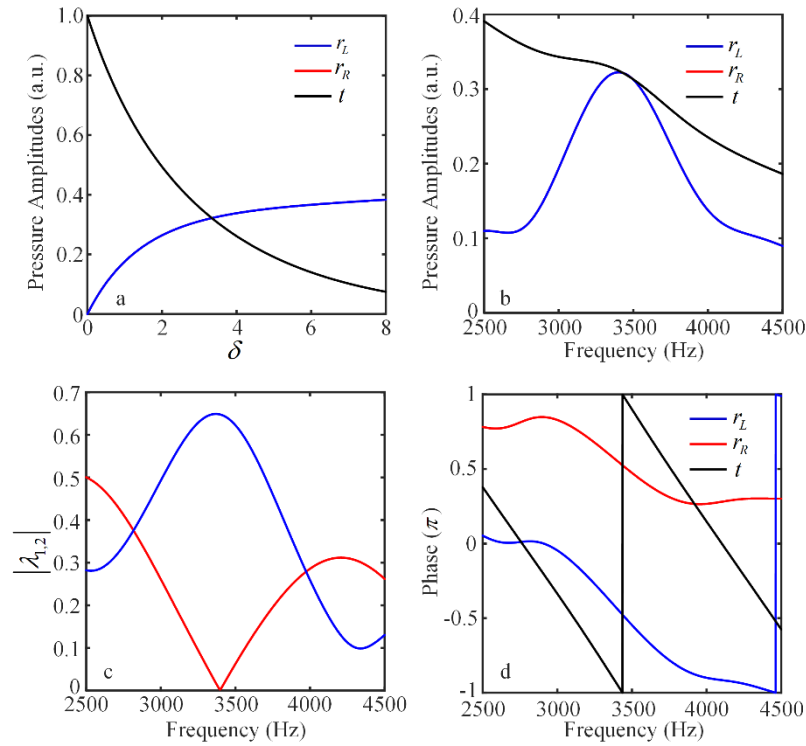 1.0
0.8
0.6
0.4
0.2
0
0 2 4 6 8
Pressure Amplitudes (a.u.)
δ
r_L
r_R
t
a
0.4
0.3
0.2
0.1
0
2500 3000 3500 4000 4500
Pressure Amplitudes (a.u.)
Frequency (Hz)
r_L
r_R
t
b
0.7
0.6
0.5
0.4
0.3
0.2
0.1
0
2500 3000 3500 4000 4500
|λ_{1,2}|
Frequency (Hz)
c
1
0.5
0
-0.5
-1
2500 3000 3500 4000 4500
Phase (π)
Frequency (Hz)
r_L
r_R
t
d